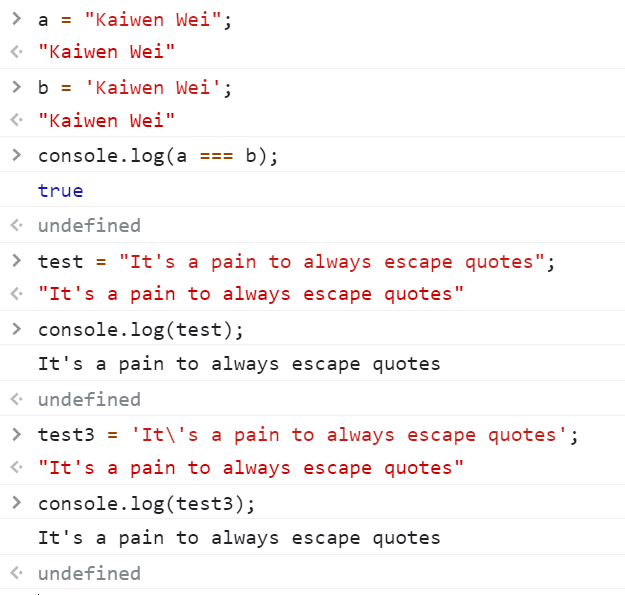 > a = "Kaiwen Wei";
<· "Kaiwen Wei"
> b = 'Kaiwen Wei';
<· "Kaiwen Wei"
> console.log(a === b);
true
<· undefined
> test = "It's a pain to always escape quotes";
<· "It's a pain to always escape quotes"
> console.log(test);
It's a pain to always escape quotes
<· undefined
> test3 = 'It\'s a pain to always escape quotes';
<· "It's a pain to always escape quotes"
> console.log(test3);
It's a pain to always escape quotes
<· undefined